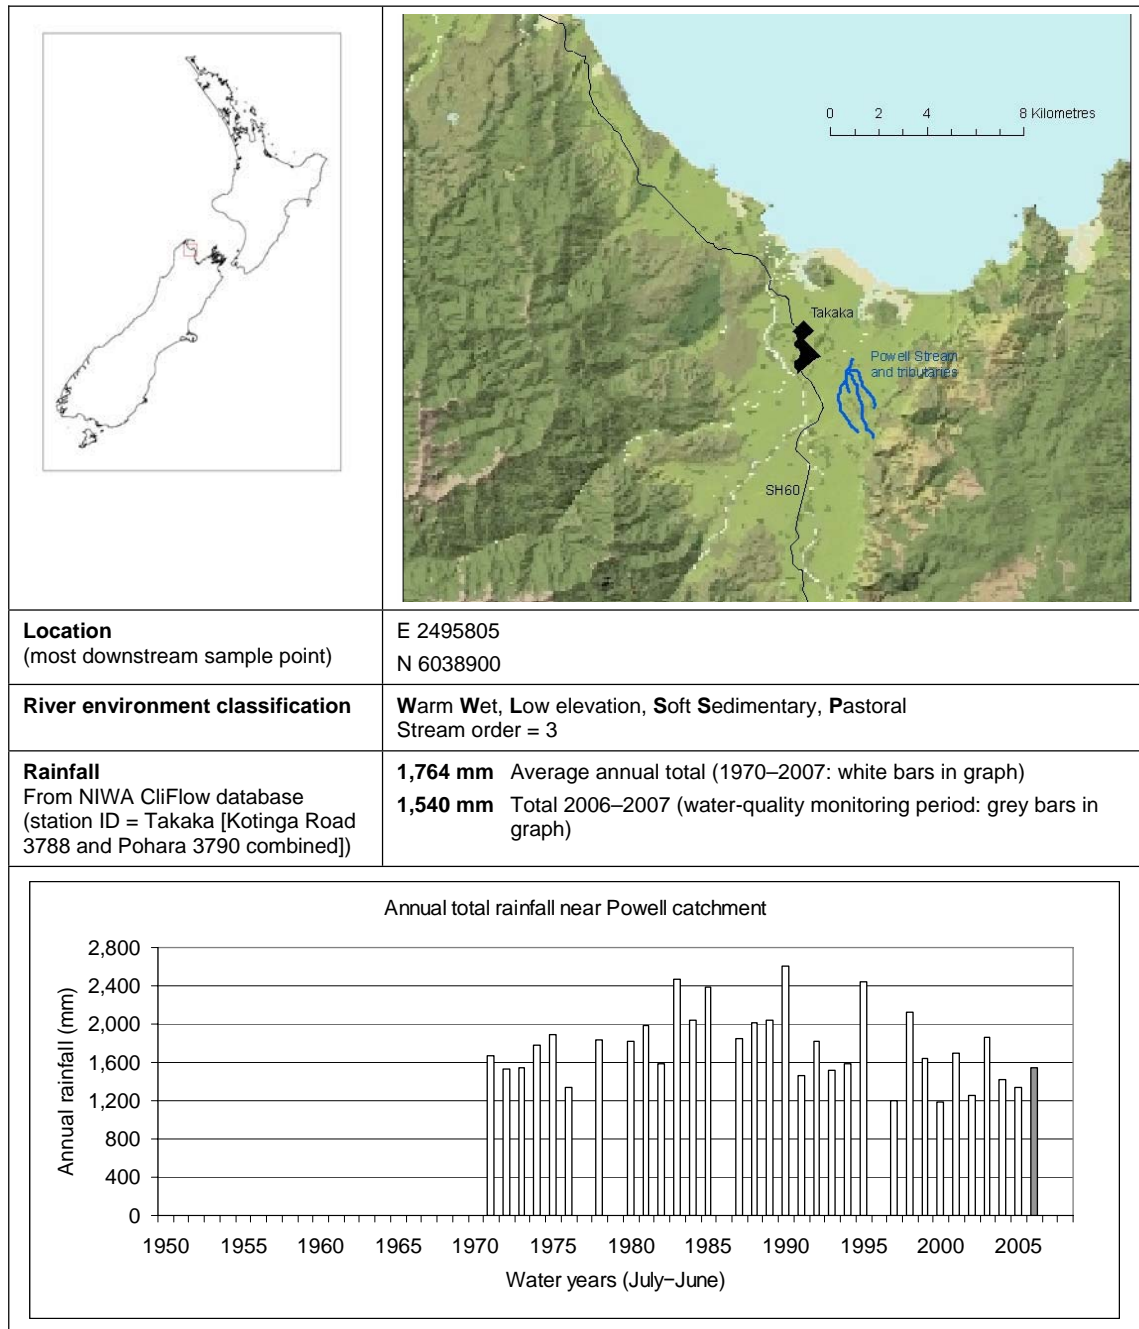 0 2 4 8 Kilometres
Takaka
Powell Stream
and tributaries
SH60
Location
(most downstream sample point)
E 2495805
N 6038900
River environment classification
Warm Wet, Low elevation, Soft Sedimentary, Pastoral
Stream order = 3
Rainfall
From NIWA CliFlow database
(station ID = Takaka [Kotinga Road
3788 and Pohara 3790 combined])
1,764 mm Average annual total (1970–2007: white bars in graph)
1,540 mm Total 2006–2007 (water-quality monitoring period: grey bars in
graph)
Annual total rainfall near Powell catchment
Annual rainfall (mm)
2,800
2,400
2,000
1,600
1,200
800
400
0
1950 1955 1960 1965 1970 1975 1980 1985 1990 1995 2000 2005
Water years (July–June)